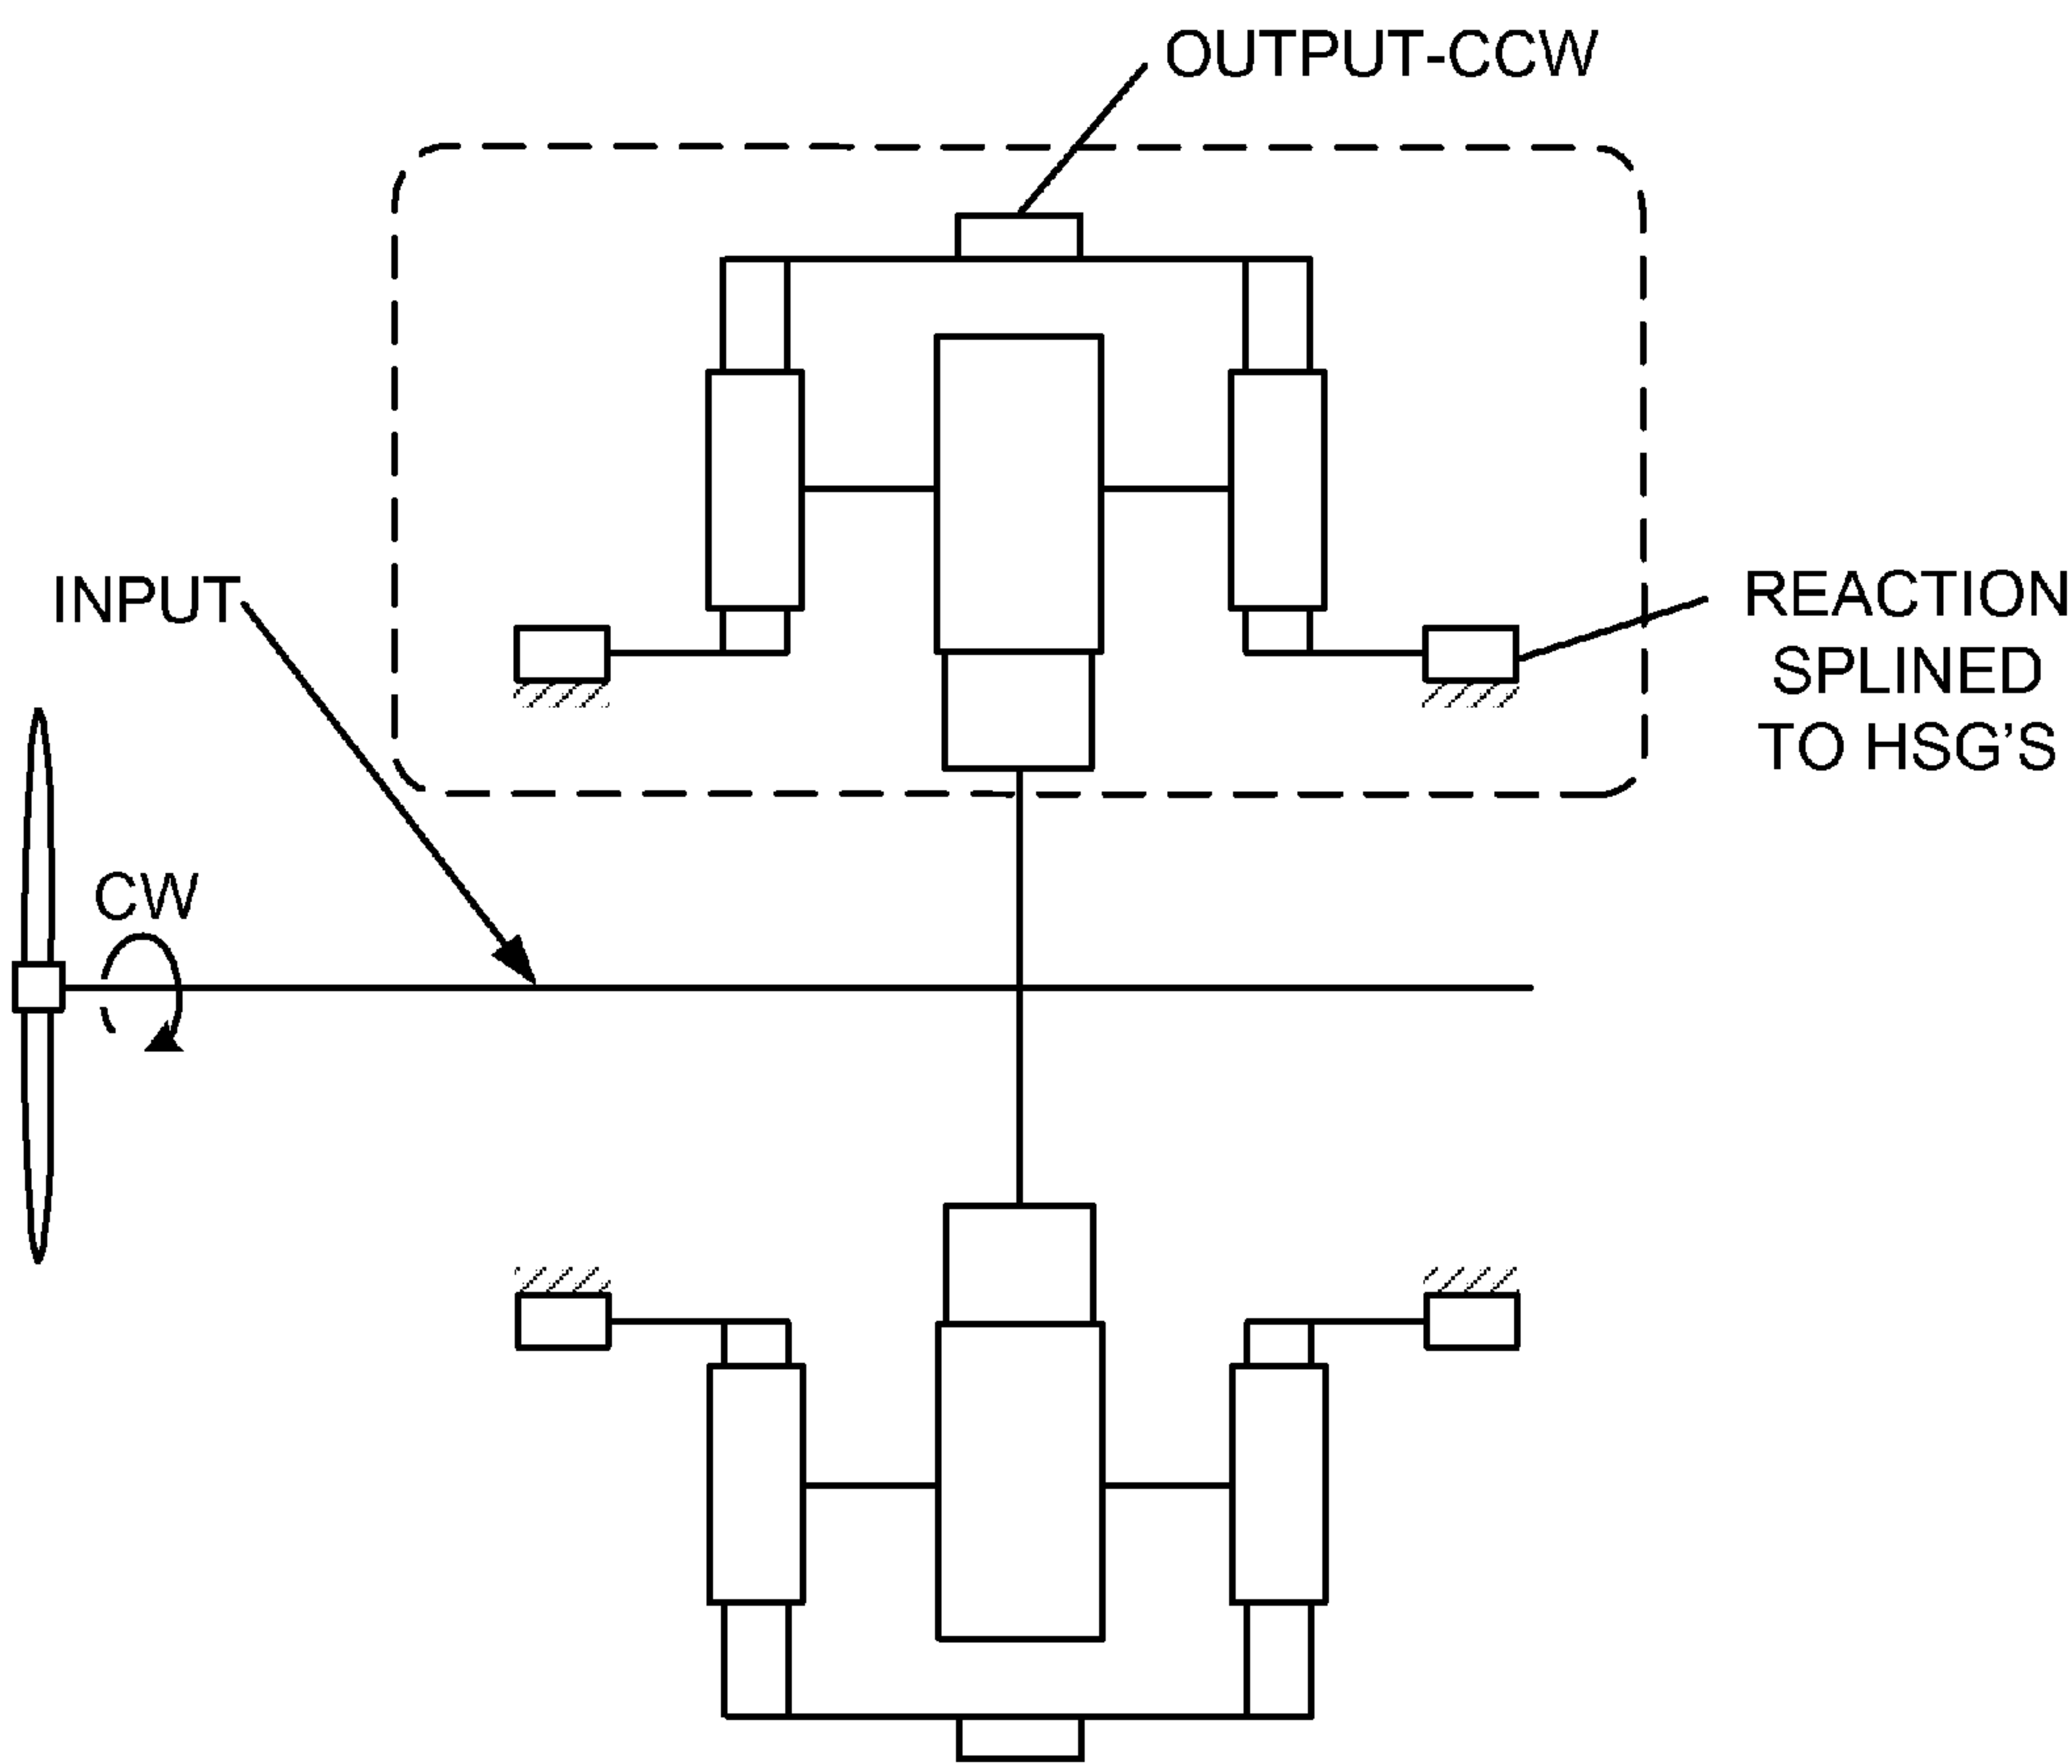 OUTPUT-CCW
INPUT
REACTION
SPLINED
TO HSG’S
CW